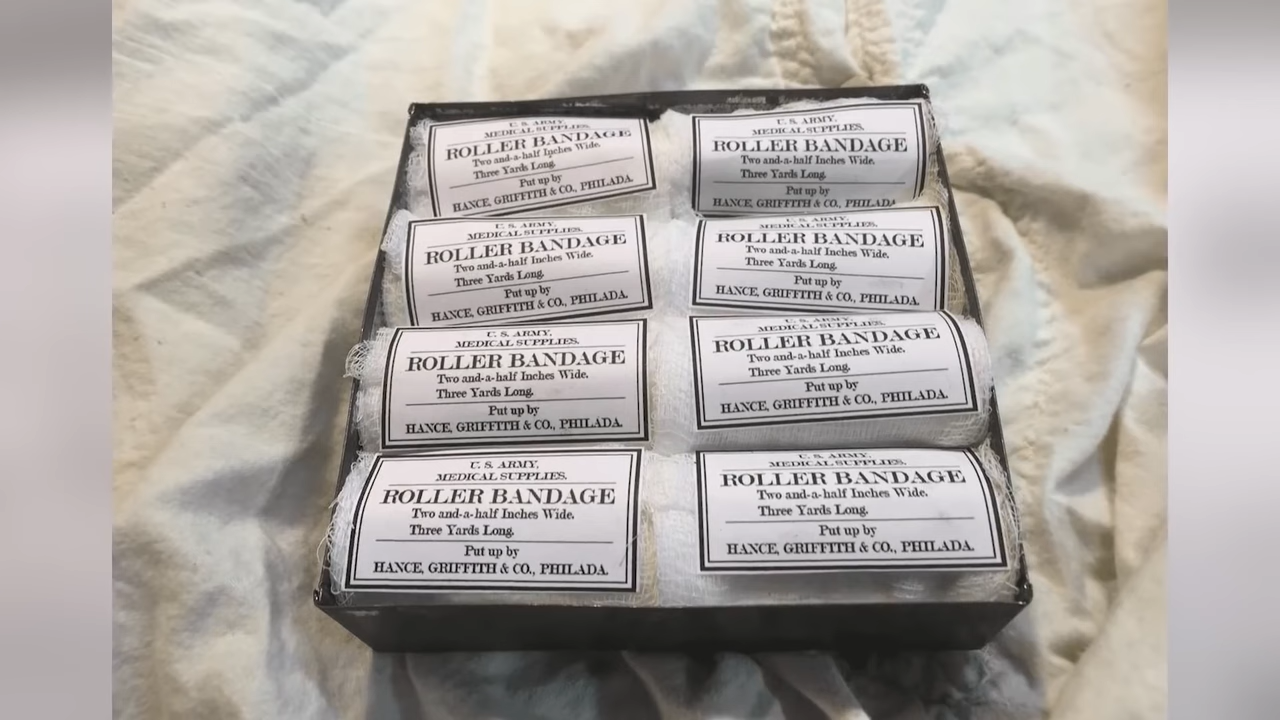 U. S. ARMY,
MEDICAL SUPPLIES.
ROLLER BANDAGE
Two and-a-half Inches Wide.
Three Yards Long.
Put up by
HANCE, GRIFFITH & CO., PHILADA.
U. S. ARMY,
MEDICAL SUPPLIES.
ROLLER BANDAGE
Two and-a-half Inches Wide.
Three Yards Long.
Put up by
HANCE, GRIFFITH & CO., PHILADA
U. S. ARMY,
MEDICAL SUPPLIES.
ROLLER BANDAGE
Two and-a-half Inches Wide.
Three Yards Long.
Put up by
HANCE, GRIFFITH & CO., PHILADA.
U. S. ARMY,
MEDICAL SUPPLIES.
ROLLER BANDAGE
Two and-a-half Inches Wide.
Three Yards Long.
Put up by
HANCE, GRIFFITH & CO., PHILADA.
U. S. ARMY,
MEDICAL SUPPLIES.
ROLLER BANDAGE
Two and-a-half Inches Wide.
Three Yards Long.
Put up by
HANCE, GRIFFITH & CO., PHILADA.
U. S. ARMY,
MEDICAL SUPPLIES.
ROLLER BANDAGE
Two and-a-half Inches Wide.
Three Yards Long.
Put up by
HANCE, GRIFFITH & CO., PHILADA.
U. S. ARMY,
MEDICAL SUPPLIES.
ROLLER BANDAGE
Two and-a-half Inches Wide.
Three Yards Long.
Put up by
HANCE, GRIFFITH & CO., PHILADA.
U. S. ARMY,
MEDICAL SUPPLIES.
ROLLER BANDAGE
Two and-a-half Inches Wide.
Three Yards Long.
Put up by
HANCE, GRIFFITH & CO., PHILADA.